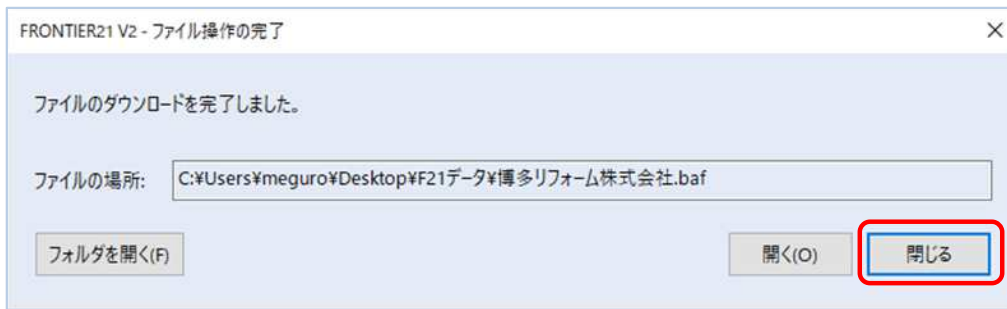 FRONTIER21 V2 - ファイル操作の完了
ファイルのダウンロードを完了しました。
ファイルの場所: C:¥Users¥meguro¥Desktop¥F21データ¥博多リフォーム株式会社.baf
フォルダを開く(F) 開く(O) 閉じる